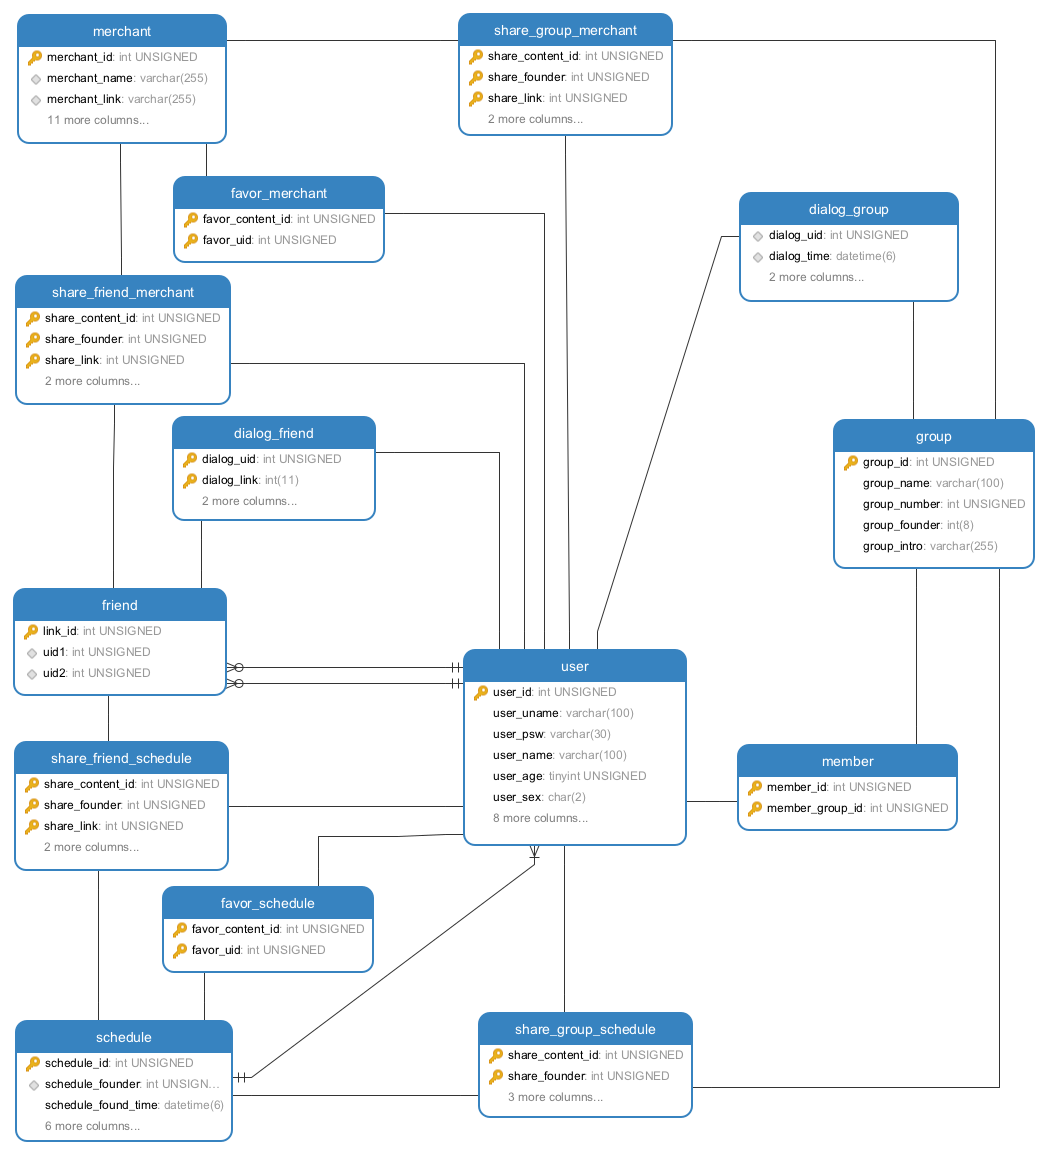 merchant
merchant_id: int UNSIGNED
merchant_name: varchar(255)
merchant_link: varchar(255)
11 more columns...
share_group_merchant
share_content_id: int UNSIGNED
share_founder: int UNSIGNED
share_link: int UNSIGNED
2 more columns...
favor_merchant
favor_content_id: int UNSIGNED
favor_uid: int UNSIGNED
dialog_group
dialog_uid: int UNSIGNED
dialog_time: datetime(6)
2 more columns...
share_friend_merchant
share_content_id: int UNSIGNED
share_founder: int UNSIGNED
share_link: int UNSIGNED
2 more columns...
dialog_friend
dialog_uid: int UNSIGNED
dialog_link: int(11)
2 more columns...
group
group_id: int UNSIGNED
group_name: varchar(100)
group_number: int UNSIGNED
group_founder: int(8)
group_intro: varchar(255)
friend
link_id: int UNSIGNED
uid1: int UNSIGNED
uid2: int UNSIGNED
user
user_id: int UNSIGNED
user_uname: varchar(100)
user_psw: varchar(30)
user_name: varchar(100)
user_age: tinyint UNSIGNED
user_sex: char(2)
8 more columns...
share_friend_schedule
share_content_id: int UNSIGNED
share_founder: int UNSIGNED
share_link: int UNSIGNED
2 more columns...
member
member_id: int UNSIGNED
member_group_id: int UNSIGNED
favor_schedule
favor_content_id: int UNSIGNED
favor_uid: int UNSIGNED
schedule
schedule_id: int UNSIGNED
schedule_founder: int UNSIGN...
schedule_found_time: datetime(6)
6 more columns...
share_group_schedule
share_content_id: int UNSIGNED
share_founder: int UNSIGNED
3 more columns...